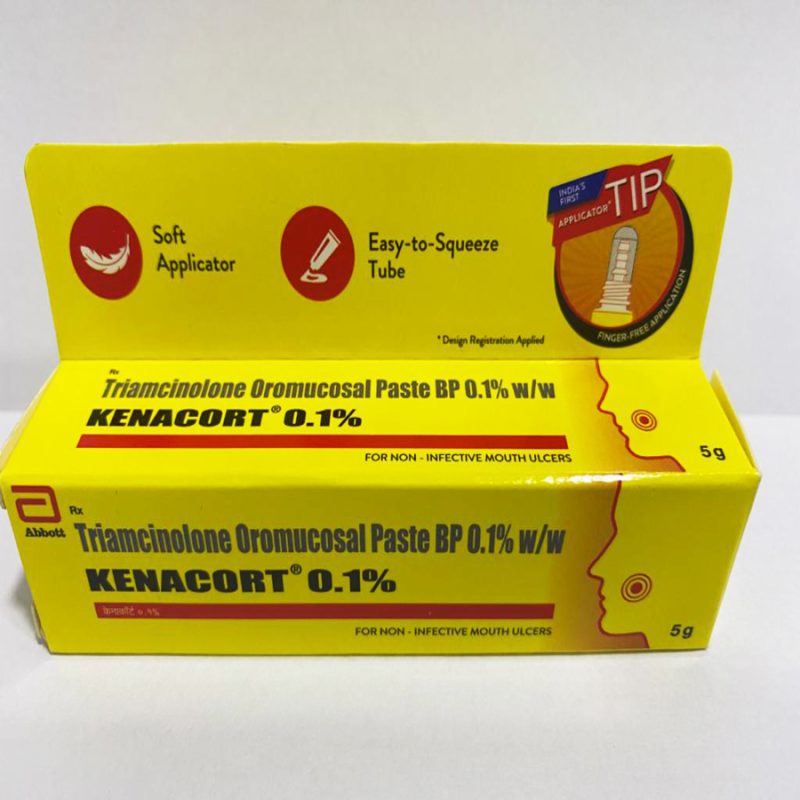 Soft
Applicator
Easy-to-Squeeze
Tube
INDIA'S
FIRST
APPLICATOR* TIP
FINGER-FREE APPLICATION
* Design Registration Applied
Rx
Triamcinolone Oromucosal Paste BP 0.1% w/w
KENACORT® 0.1%
FOR NON - INFECTIVE MOUTH ULCERS
5g
Abbott
Rx
Triamcinolone Oromucosal Paste BP 0.1% w/w
KENACORT® 0.1%
केनाकॉर्ट ०.१%
FOR NON - INFECTIVE MOUTH ULCERS
5g